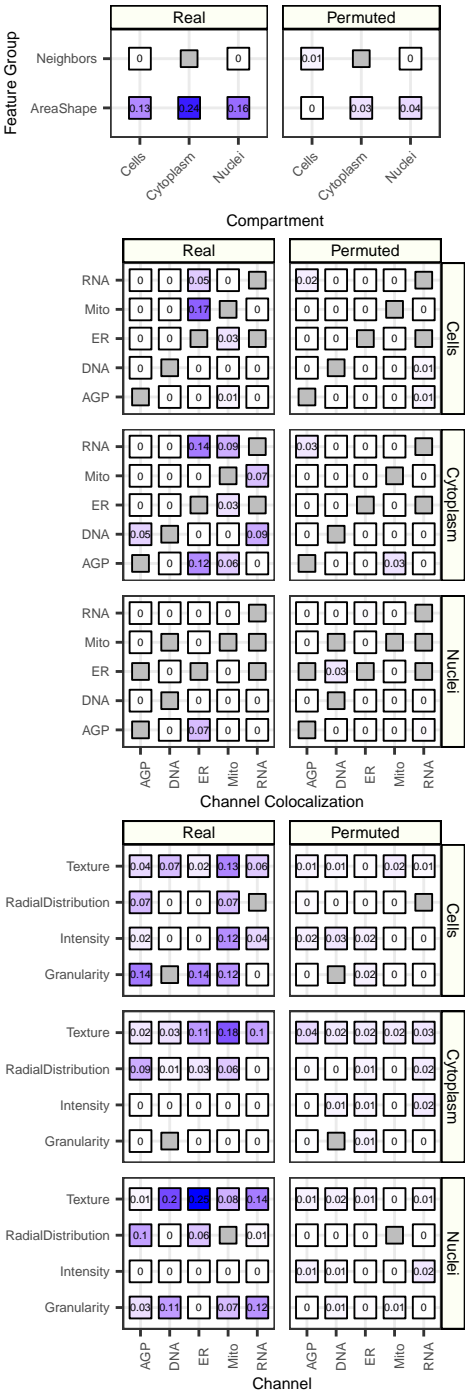 Real Permuted
Feature Group
Neighbors 0 0 0.01 0
AreaShape 0.13 0.24 0.16 0 0.03 0.04
Cells Cytoplasm Nuclei Cells Cytoplasm Nuclei
Compartment
Real Permuted
RNA 0 0 0.05 0 0.02 0 0 0
Mito 0 0 0.17 0 0 0 0 0
ER 0 0 0.03 0 0 0
DNA 0 0 0 0 0 0 0 0.01
AGP 0 0 0.01 0 0 0 0 0.01
Cells
RNA 0 0 0.14 0.09 0.03 0 0 0
Mito 0 0 0 0.07 0 0 0 0
ER 0 0 0.03 0 0 0
DNA 0.05 0 0 0.09 0 0 0 0
AGP 0 0.12 0.06 0 0 0 0.03 0
Cytoplasm
RNA 0 0 0 0 0 0 0 0
Mito 0 0 0 0
ER 0 0 0.03 0
DNA 0 0 0 0 0 0 0 0
AGP 0 0.07 0 0 0 0 0 0
Nuclei
AGP DNA ER Mito RNA AGP DNA ER Mito RNA
Channel Colocalization
Real Permuted
Texture 0.04 0.07 0.02 0.13 0.06 0.01 0.01 0 0.02 0.01
RadialDistribution 0.07 0 0 0.07 0 0 0 0
Intensity 0.02 0 0 0.12 0.04 0.02 0.03 0.02 0 0
Granularity 0.14 0.14 0.12 0 0 0.02 0 0
Cells
Texture 0.02 0.03 0.11 0.18 0.1 0.04 0.02 0.02 0.02 0.03
RadialDistribution 0.09 0.01 0.03 0.06 0 0 0 0.01 0 0.02
Intensity 0 0 0 0 0 0 0.01 0.01 0 0.02
Granularity 0 0 0 0 0 0.01 0 0
Cytoplasm
Texture 0.01 0.2 0.25 0.08 0.14 0.01 0.02 0.01 0 0.01
RadialDistribution 0.1 0 0.06 0.01 0 0 0 0
Intensity 0 0 0 0 0 0.01 0.01 0 0 0.02
Granularity 0.03 0.11 0 0.07 0.12 0 0.01 0 0.01 0
Nuclei
AGP DNA ER Mito RNA AGP DNA ER Mito RNA
Channel